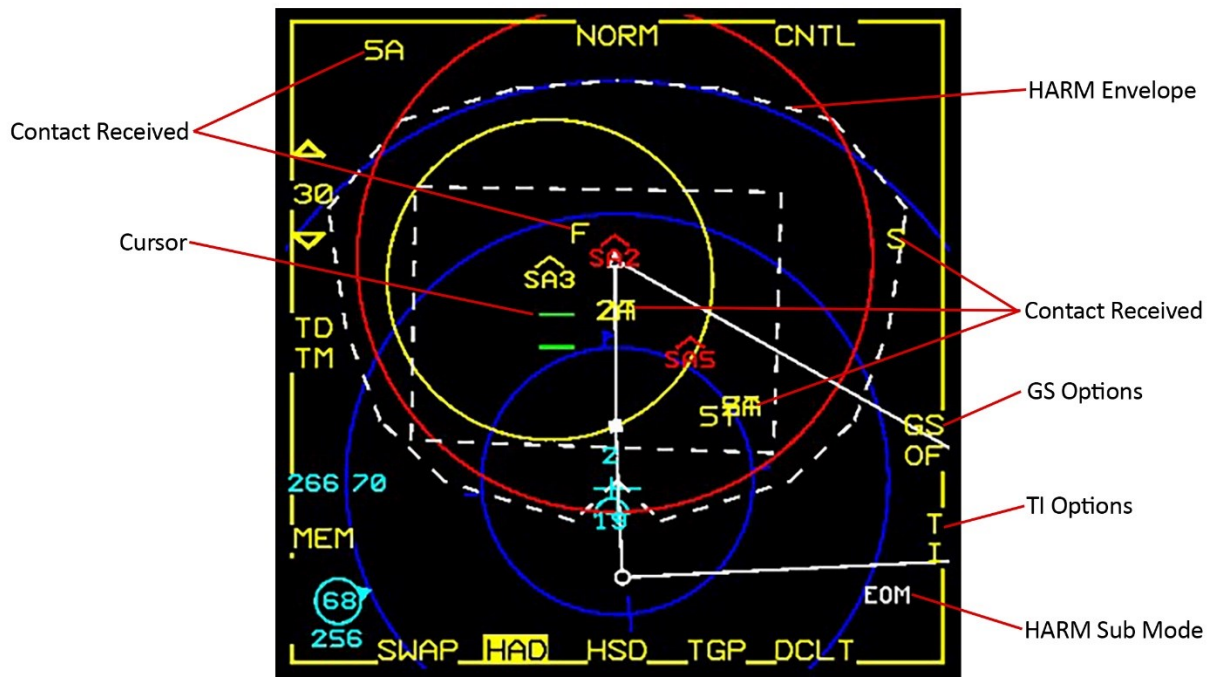 NORM CNTL
5A
HARM Envelope
Contact Received
30
F
S
Cursor
SA2
SA3
Contact Received
TD
TM
SA5
GS Options
5T
GS
OF
Z
266 70
19
TI Options
MEM
T
I
EOM
68
256
HARM Sub Mode
SWAP HAD HSD TGP DCLT